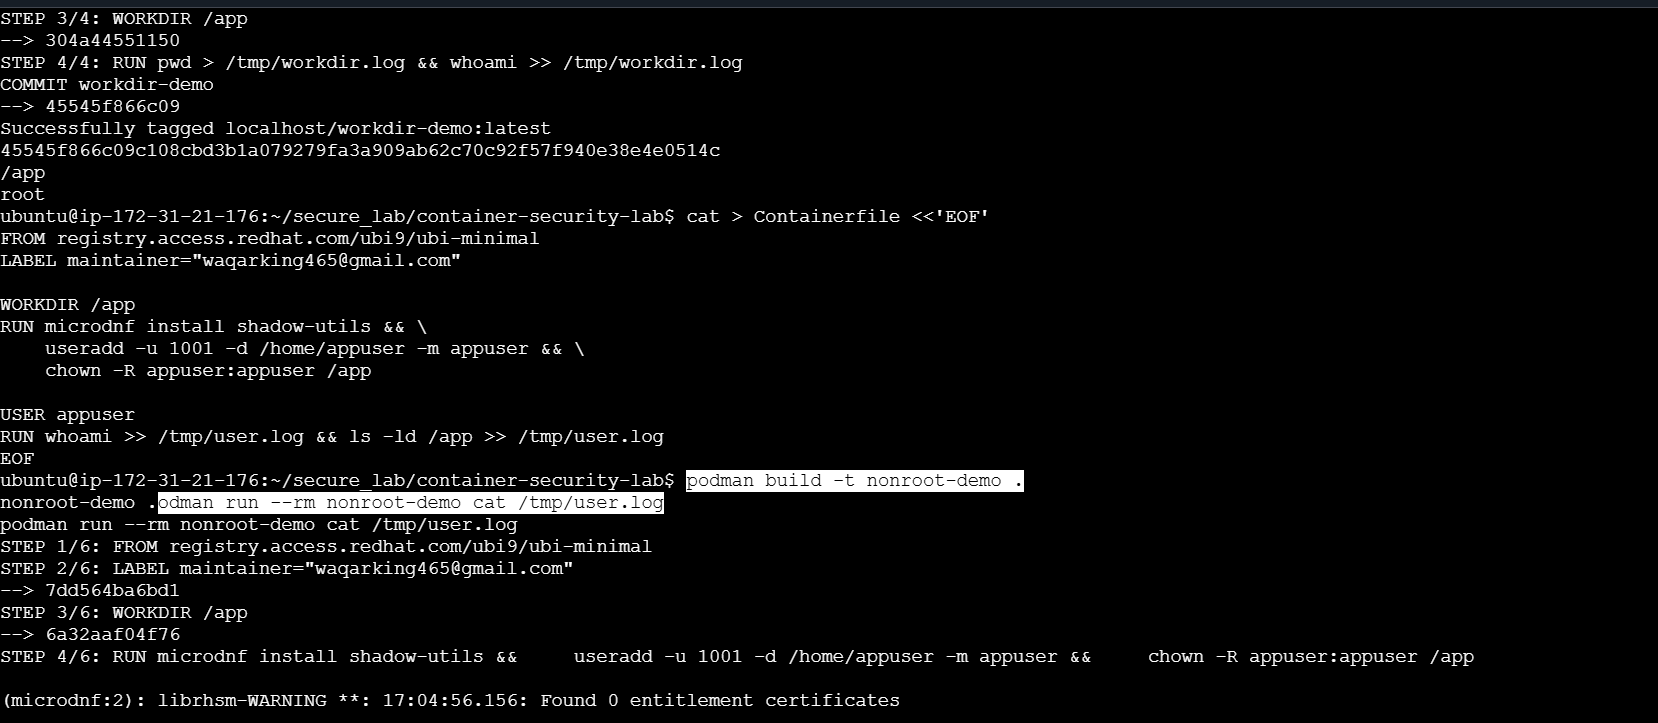 STEP 3/4: WORKDIR /app
--> 304a44551150
STEP 4/4: RUN pwd > /tmp/workdir.log && whoami >> /tmp/workdir.log
COMMIT workdir-demo
--> 45545f866c09
Successfully tagged localhost/workdir-demo:latest
45545f866c09c108cbd3b1a079279fa3a909ab62c70c92f57f940e38e4e0514c
/app
root
ubuntu@ip-172-31-21-176:~/secure_lab/container-security-lab$ cat > Containerfile <<'EOF'
FROM registry.access.redhat.com/ubi9/ubi-minimal
LABEL maintainer="waqarking465@gmail.com"

WORKDIR /app
RUN microdnf install shadow-utils && \
    useradd -u 1001 -d /home/appuser -m appuser && \
    chown -R appuser:appuser /app

USER appuser
RUN whoami >> /tmp/user.log && ls -ld /app >> /tmp/user.log
EOF
ubuntu@ip-172-31-21-176:~/secure_lab/container-security-lab$ podman build -t nonroot-demo .
nonroot-demo .odman run --rm nonroot-demo cat /tmp/user.log
podman run --rm nonroot-demo cat /tmp/user.log
STEP 1/6: FROM registry.access.redhat.com/ubi9/ubi-minimal
STEP 2/6: LABEL maintainer="waqarking465@gmail.com"
--> 7dd564ba6bd1
STEP 3/6: WORKDIR /app
--> 6a32aaf04f76
STEP 4/6: RUN microdnf install shadow-utils &&     useradd -u 1001 -d /home/appuser -m appuser &&     chown -R appuser:appuser /app

(microdnf:2): librhsm-WARNING **: 17:04:56.156: Found 0 entitlement certificates